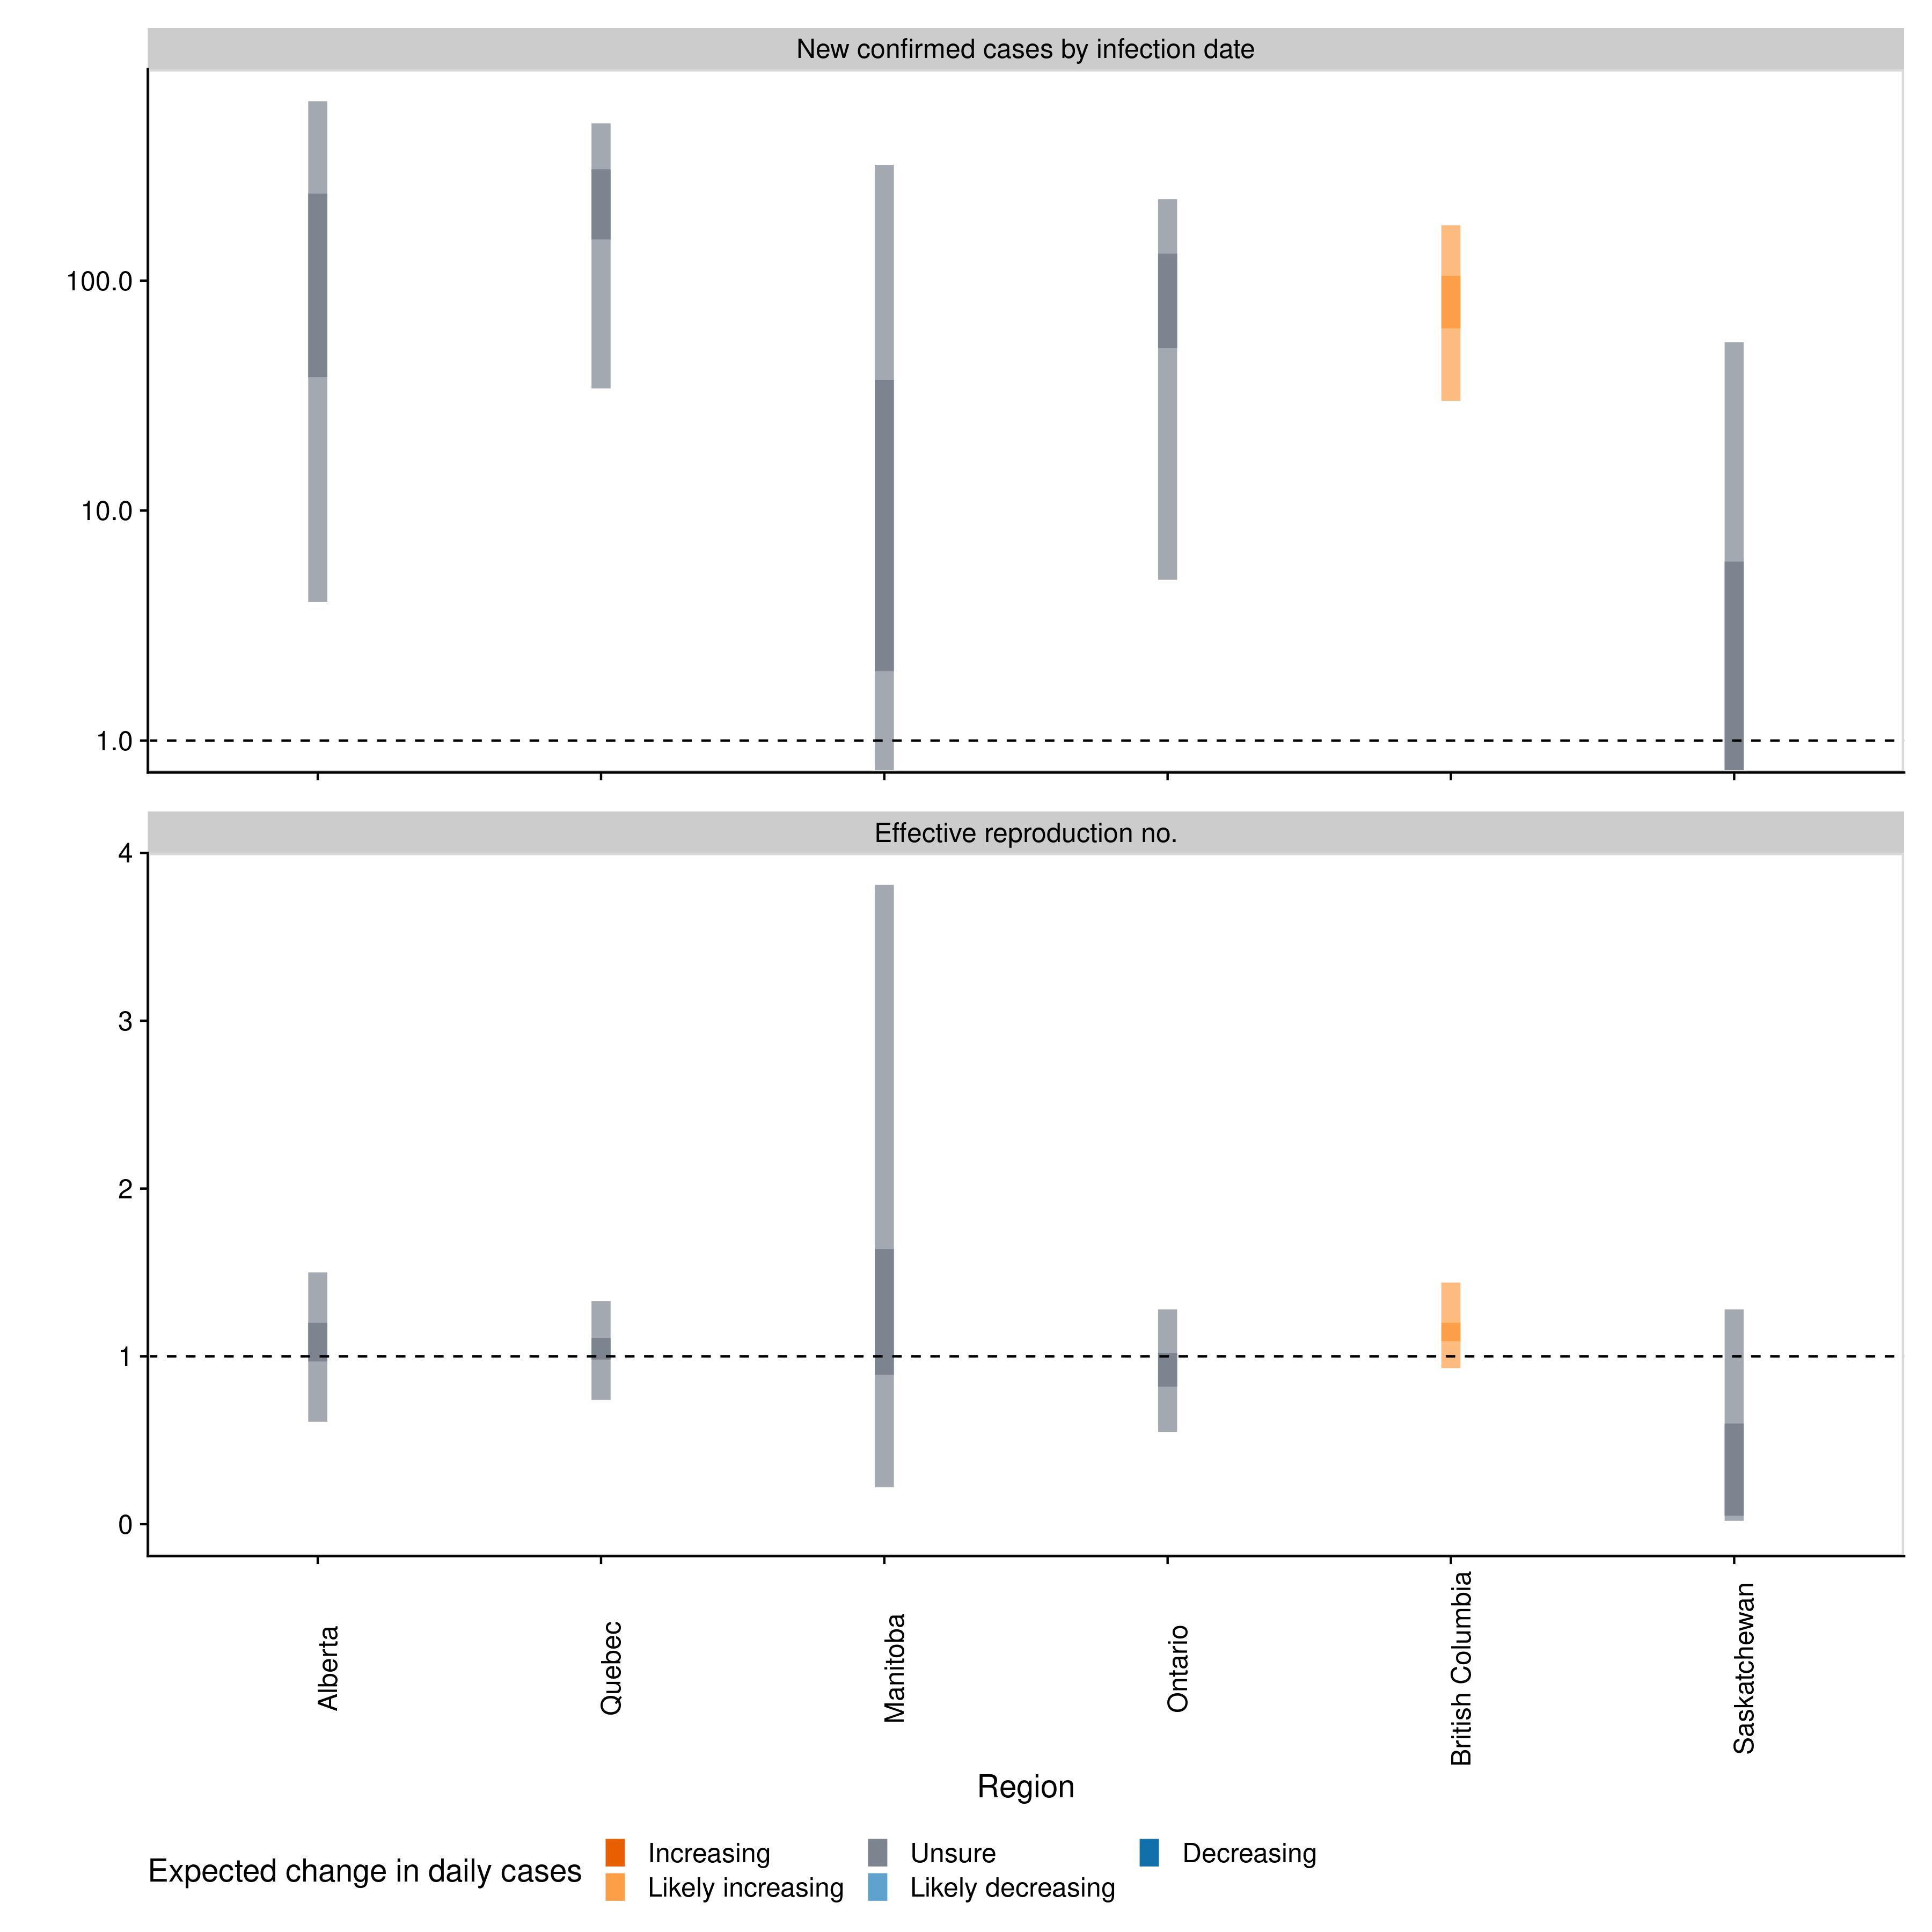 New confirmed cases by infection date
100.0
10.0
1.0
Effective reproduction no.
4
3
2
1
0
Alberta
Quebec
Manitoba
Ontario
British Columbia
Saskatchewan
Region
Expected change in daily cases
Increasing
Unsure
Decreasing
Likely increasing
Likely decreasing